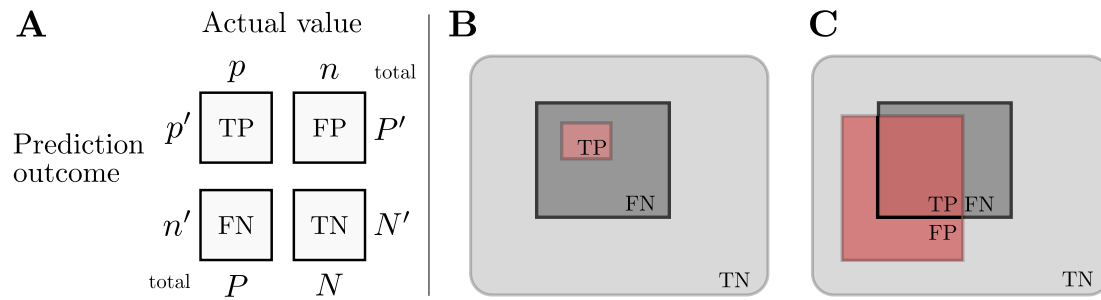 A
Actual value
p n total
Prediction
outcome
p′ TP FP P′
n′ FN TN N′
total P N
B
TP
FN
TN
C
TP FN
FP
TN